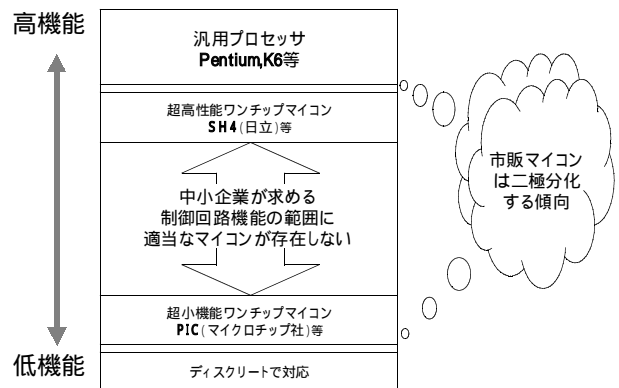 高機能
汎用プロセッサ
Pentium,K6等
超高性能ワンチップマイコン
SH4(日立)等
中小企業が求める
制御回路機能の範囲に
適当なマイコンが存在しない
市販マイコン
は二極分化
する傾向
超小機能ワンチップマイコン
PIC(マイクロチップ社)等
低機能
ディスクリートで対応